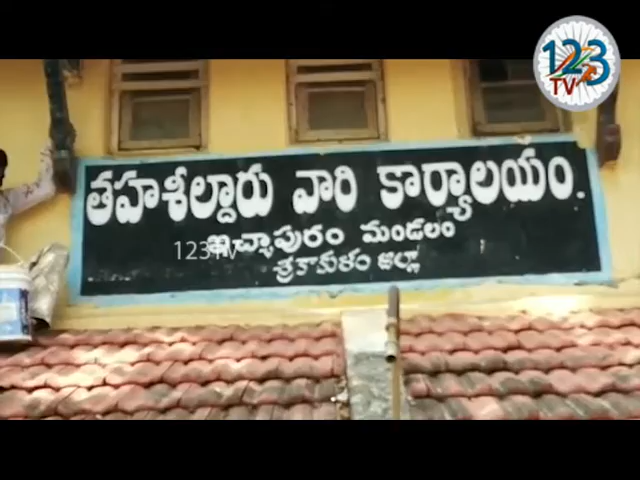 123
TV
తహశీల్దారు వారి కార్యాలయం.
ఇచ్ఛాపురం మండలం
123TV
శ్రీకాకుళం జిల్లా